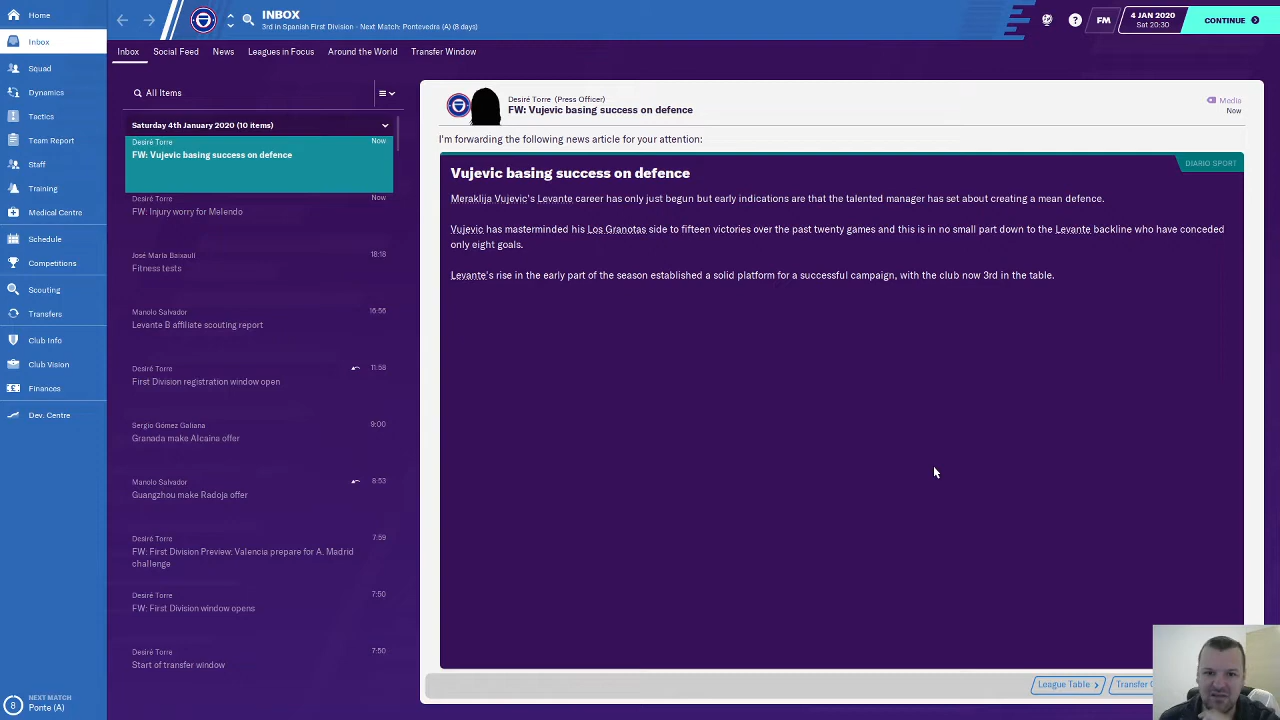 Home
Inbox
Squad
Dynamics
Tactics
Team Report
Staff
Training
Medical Centre
Schedule
Competitions
Scouting
Transfers
Club Info
Club Vision
Finances
Dev. Centre
NEXT MATCH
8 Ponte (A)
INBOX
3rd in Spanish First Division - Next Match: Pontevedra (A) (8 days)
FM
4 JAN 2020
Sat 20:30
CONTINUE
Inbox Social Feed News Leagues in Focus Around the World Transfer Window
All Items
Saturday 4th January 2020 (10 items)
Desiré Torre Now
FW: Vujevic basing success on defence
Desiré Torre Now
FW: Injury worry for Melendo
José María Baixauli 18:18
Fitness tests
Manolo Salvador 16:56
Levante B affiliate scouting report
Desiré Torre 11:58
First Division registration window open
Sergio Gómez Galiana 9:00
Granada make Alcaina offer
Manolo Salvador 8:53
Guangzhou make Radoja offer
Desiré Torre 7:59
FW: First Division Preview: Valencia prepare for A. Madrid
challenge
Desiré Torre 7:50
FW: First Division window opens
Desiré Torre 7:50
Start of transfer window
Desiré Torre (Press Officer)
FW: Vujevic basing success on defence
Media
Now
I'm forwarding the following news article for your attention:
DIARIO SPORT
Vujevic basing success on defence
Meraklija Vujevic's Levante career has only just begun but early indications are that the talented manager has set about creating a mean defence.
Vujevic has masterminded his Los Granotas side to fifteen victories over the past twenty games and this is in no small part down to the Levante backline who have conceded
only eight goals.
Levante's rise in the early part of the season established a solid platform for a successful campaign, with the club now 3rd in the table.
League Table
Transfer